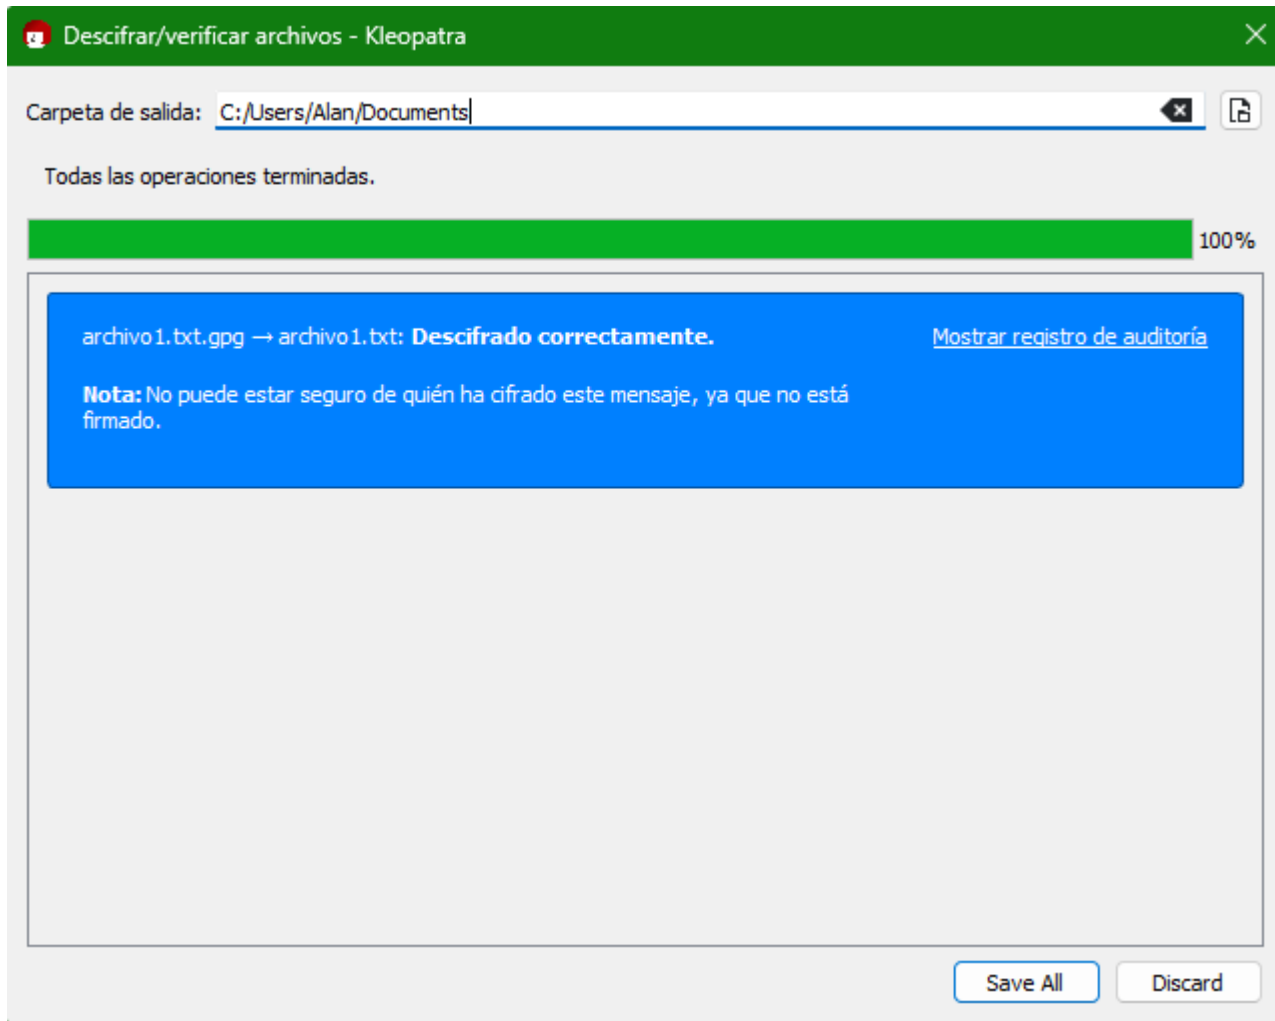 Descifrar/verificar archivos - Kleopatra
Carpeta de salida: C:/Users/Alan/Documents
Todas las operaciones terminadas.
100%
archivo1.txt.gpg → archivo1.txt: Descifrado correctamente. Mostrar registro de auditoría
Nota: No puede estar seguro de quién ha cifrado este mensaje, ya que no está
firmado.
Save All Discard